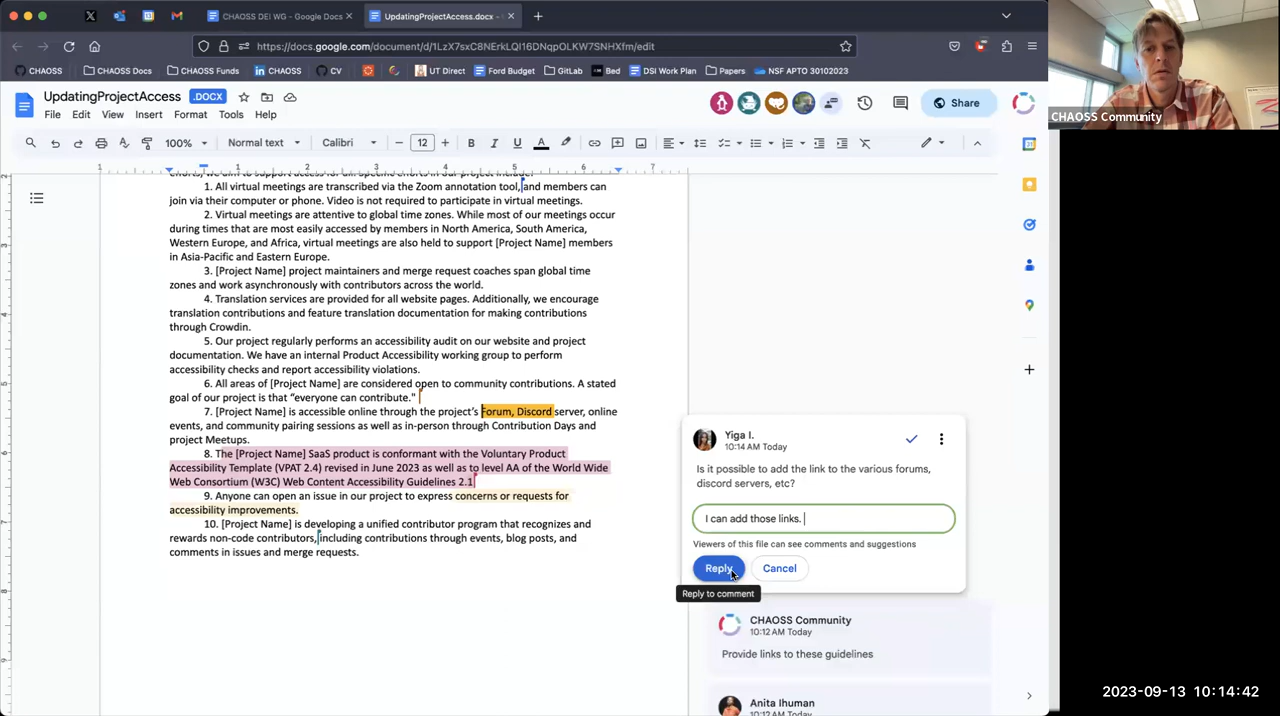 CHAOSS DEI WG - Google Docs
UpdatingProjectAccess.docx -
https://docs.google.com/document/d/1LzX7sxC8NErkLQI16DNqpOLKW7SNHXfm/edit
CHAOSS
CHAOSS Docs
CHAOSS Funds
CHAOSS
CV
UT Direct
Ford Budget
GitLab
Bed
DSI Work Plan
Papers
NSF APTO 30102023
CHAOSS Community
UpdatingProjectAccess
.DOCX
File Edit View Insert Format Tools Help
Share
100%
Normal text
Calibri
12
1 1 2 3 4 5 6 7
1. All virtual meetings are transcribed via the Zoom annotation tool, and members can
join via their computer or phone. Video is not required to participate in virtual meetings.
2. Virtual meetings are attentive to global time zones. While most of our meetings occur
during times that are most easily accessed by members in North America, South America,
Western Europe, and Africa, virtual meetings are also held to support [Project Name] members
in Asia-Pacific and Eastern Europe.
3. [Project Name] project maintainers and merge request coaches span global time
zones and work asynchronously with contributors across the world.
4. Translation services are provided for all website pages. Additionally, we encourage
translation contributions and feature translation documentation for making contributions
through Crowdin.
5. Our project regularly performs an accessibility audit on our website and project
documentation. We have an internal Product Accessibility working group to perform
accessibility checks and report accessibility violations.
6. All areas of [Project Name] are considered open to community contributions. A stated
goal of our project is that “everyone can contribute."
7. [Project Name] is accessible online through the project’s Forum, Discord server, online
events, and community pairing sessions as well as in-person through Contribution Days and
project Meetups.
8. The [Project Name] SaaS product is conformant with the Voluntary Product
Accessibility Template (VPAT 2.4) revised in June 2023 as well as to level AA of the World Wide
Web Consortium (W3C) Web Content Accessibility Guidelines 2.1
9. Anyone can open an issue in our project to express concerns or requests for
accessibility improvements.
10. [Project Name] is developing a unified contributor program that recognizes and
rewards non-code contributors, including contributions through events, blog posts, and
comments in issues and merge requests.
Yiga I.
10:14 AM Today
Is it possible to add the link to the various forums,
discord servers, etc?
I can add those links.
Viewers of this file can see comments and suggestions
Reply
Cancel
Reply to comment
CHAOSS Community
10:12 AM Today
Provide links to these guidelines
Anita Ihuman
10:12 AM Today
2023-09-13 10:14:42